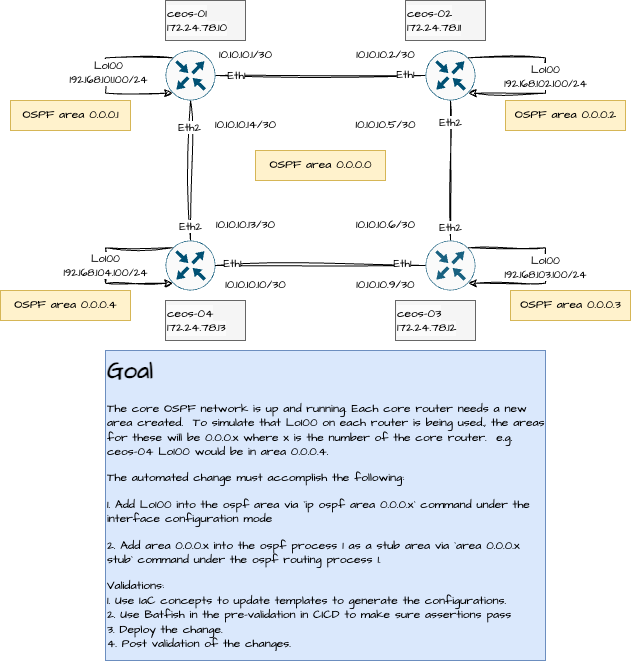 ceos-01
172.24.78.10
ceos-02
172.24.78.11
10.10.10.1/30
10.10.10.2/30
Lo100
192.168.101.100/24
Eth1
Eth1
Lo100
192.168.102.100/24
OSPF area 0.0.0.1
OSPF area 0.0.0.2
Eth2
10.10.10.14/30
10.10.10.5/30
Eth2
OSPF area 0.0.0.0
Eth2
10.10.10.13/30
10.10.10.6/30
Eth2
Lo100
192.168.104.100/24
Eth1
Eth1
Lo100
192.168.103.100/24
10.10.10.10/30
10.10.10.9/30
OSPF area 0.0.0.4
OSPF area 0.0.0.3
ceos-04
172.24.78.13
ceos-03
172.24.78.12
Goal
The core OSPF network is up and running. Each core router needs a new
area created.  To simulate that Lo100 on each router is being used., the areas
for these will be 0.0.0.x where x is the number of the core router.  e.g.
ceos-04 Lo100 would be in area 0.0.0.4.
The automated change must accomplish the following:
1. Add Lo100 into the ospf area via 'ip ospf area 0.0.0.x' command under the
interface configuration mode
2. Add area 0.0.0.x into the ospf process 1 as a stub area via 'area 0.0.0.x
stub' command under the ospf routing process 1.
Validations:
1. Use IaC concepts to update templates to generate the configurations.
2. Use Batfish in the pre-validation in CICD to make sure assertions pass
3. Deploy the change.
4. Post validation of the changes.